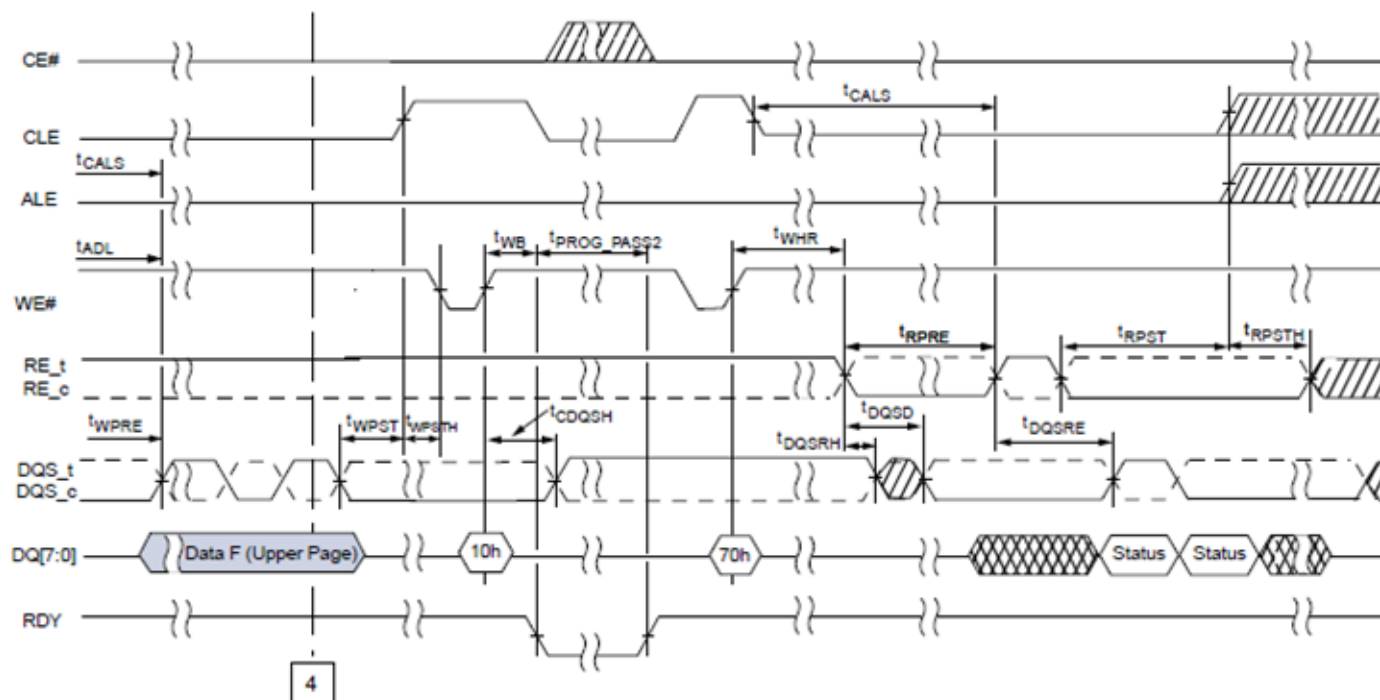 CE#
tCALS
CLE
tCALS
ALE
tADL
tWB
tPROG_PASS2
tWHR
WE#
tRPRE
tRPST
tRPSTH
RE_t
RE_c
tWPRE
tWPST
tWPSTH
tCDQSH
tDQSD
tDQSRH
tDQSRE
DQS_t
DQS_c
DQ[7:0]
Data F (Upper Page)
10h
70h
Status
Status
RDY
4